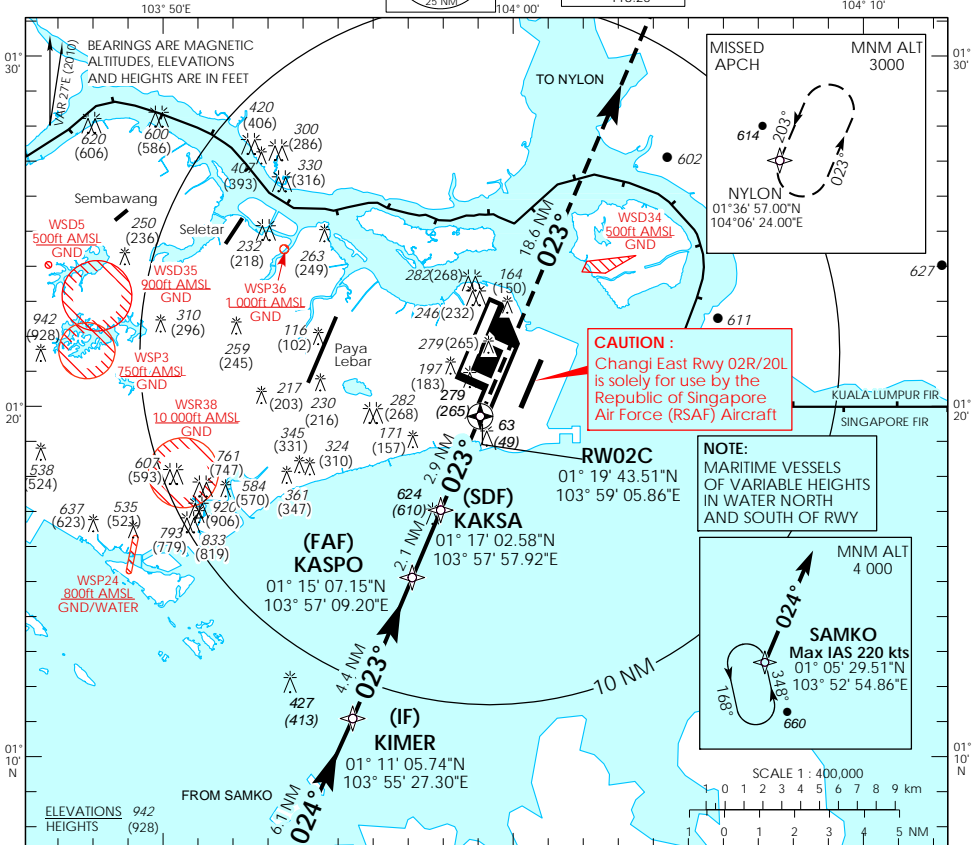 103° 50'E
25 NM
104° 00'
104° 10'
01°
30'
VAR 27'E (2010)
BEARINGS ARE MAGNETIC
ALTITUDES, ELEVATIONS
AND HEIGHTS ARE IN FEET
TO NYLON
MISSED
APCH
MNM ALT
3000
614
203°
023°
NYLON
01°36' 57.00"N
104°06' 24.00"E
01°
30'
620
(606)
600
(586)
420
(406)
300
(286)
407
(393)
330
(316)
602
Sembawang
250
(236)
Seletar
232
(218)
263
(249)
18.6 NM
023°
WSD34
500ft AMSL
GND
627
611
WSD5
500ft AMSL
GND
WSD35
900ft AMSL
GND
WSP36
1 000ft AMSL
GND
282(268)
164
(150)
246(232)
942
(928)
310
(296)
259
(245)
116
(102)
Paya
Lebar
279(265)
197
(183)
WSP3
750ft AMSL
GND
CAUTION :
Changi East Rwy 02R/20L
is solely for use by the
Republic of Singapore
Air Force (RSAF) Aircraft
KUALA LUMPUR FIR
SINGAPORE FIR
01°
20'
01°
20'
WSR38
10 000ft AMSL
GND
217
(203)
230
(216)
282
(268)
279
(265)
63
(49)
171
(157)
345
(331)
324
(310)
361
(347)
RW02C
01° 19' 43.51"N
103° 59' 05.86"E
NOTE:
MARITIME VESSELS
OF VARIABLE HEIGHTS
IN WATER NORTH
AND SOUTH OF RWY
538
(524)
607
(593)
761
(747)
584
(570)
920
(906)
637
(623)
535
(521)
793
(779)
833
(819)
2.9 NM
023°
624
(610)
(SDF)
KAKSA
01° 17' 02.58"N
103° 57' 57.92"E
2.1 NM
(FAF)
KASPO
01° 15' 07.15"N
103° 57' 09.20"E
WSP24
800ft AMSL
GND/WATER
MNM ALT
4 000
024°
SAMKO
Max IAS 220 kts
01° 05' 29.51"N
103° 52' 54.86"E
168°
348°
660
4.4 NM
023°
10 NM
427
(413)
(IF)
KIMER
01° 11' 05.74"N
103° 55' 27.30"E
01°
10'
N
01°
10'
N
FROM SAMKO
6.1 NM
024°
ELEVATIONS 942
HEIGHTS (928)
SCALE 1 : 400,000
1 0 1 2 3 4 5 6 7 8 9 km
1 0 1 2 3 4 5 NM